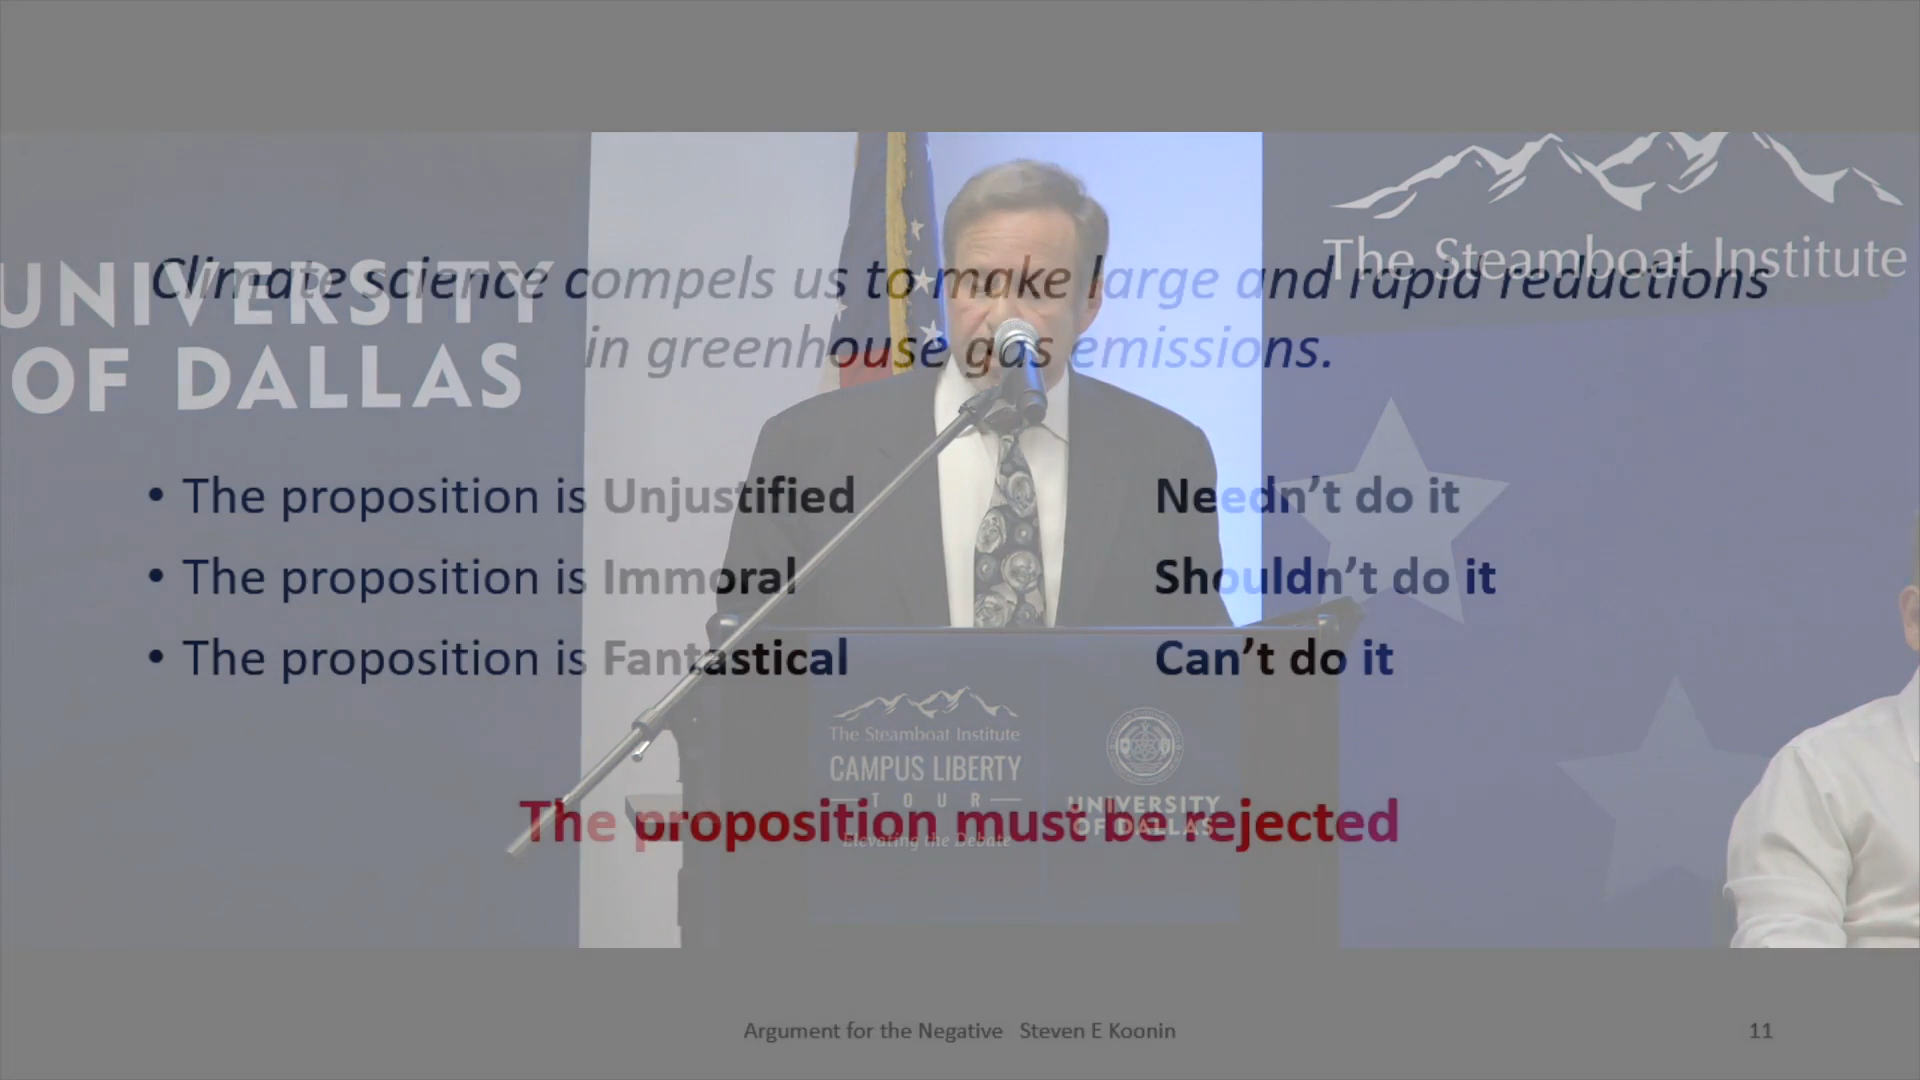 UNIVERSITY
OF DALLAS
The Steamboat Institute
Climate science compels us to make large and rapid reductions
in greenhouse gas emissions.
• The proposition is Unjustified Needn't do it
• The proposition is Immoral Shouldn't do it
• The proposition is Fantastical Can't do it
The Steamboat Institute
CAMPUS LIBERTY
TOUR
Elevating the Debate
UNIVERSITY
OF DALLAS
The proposition must be rejected
Argument for the Negative Steven E Koonin
11